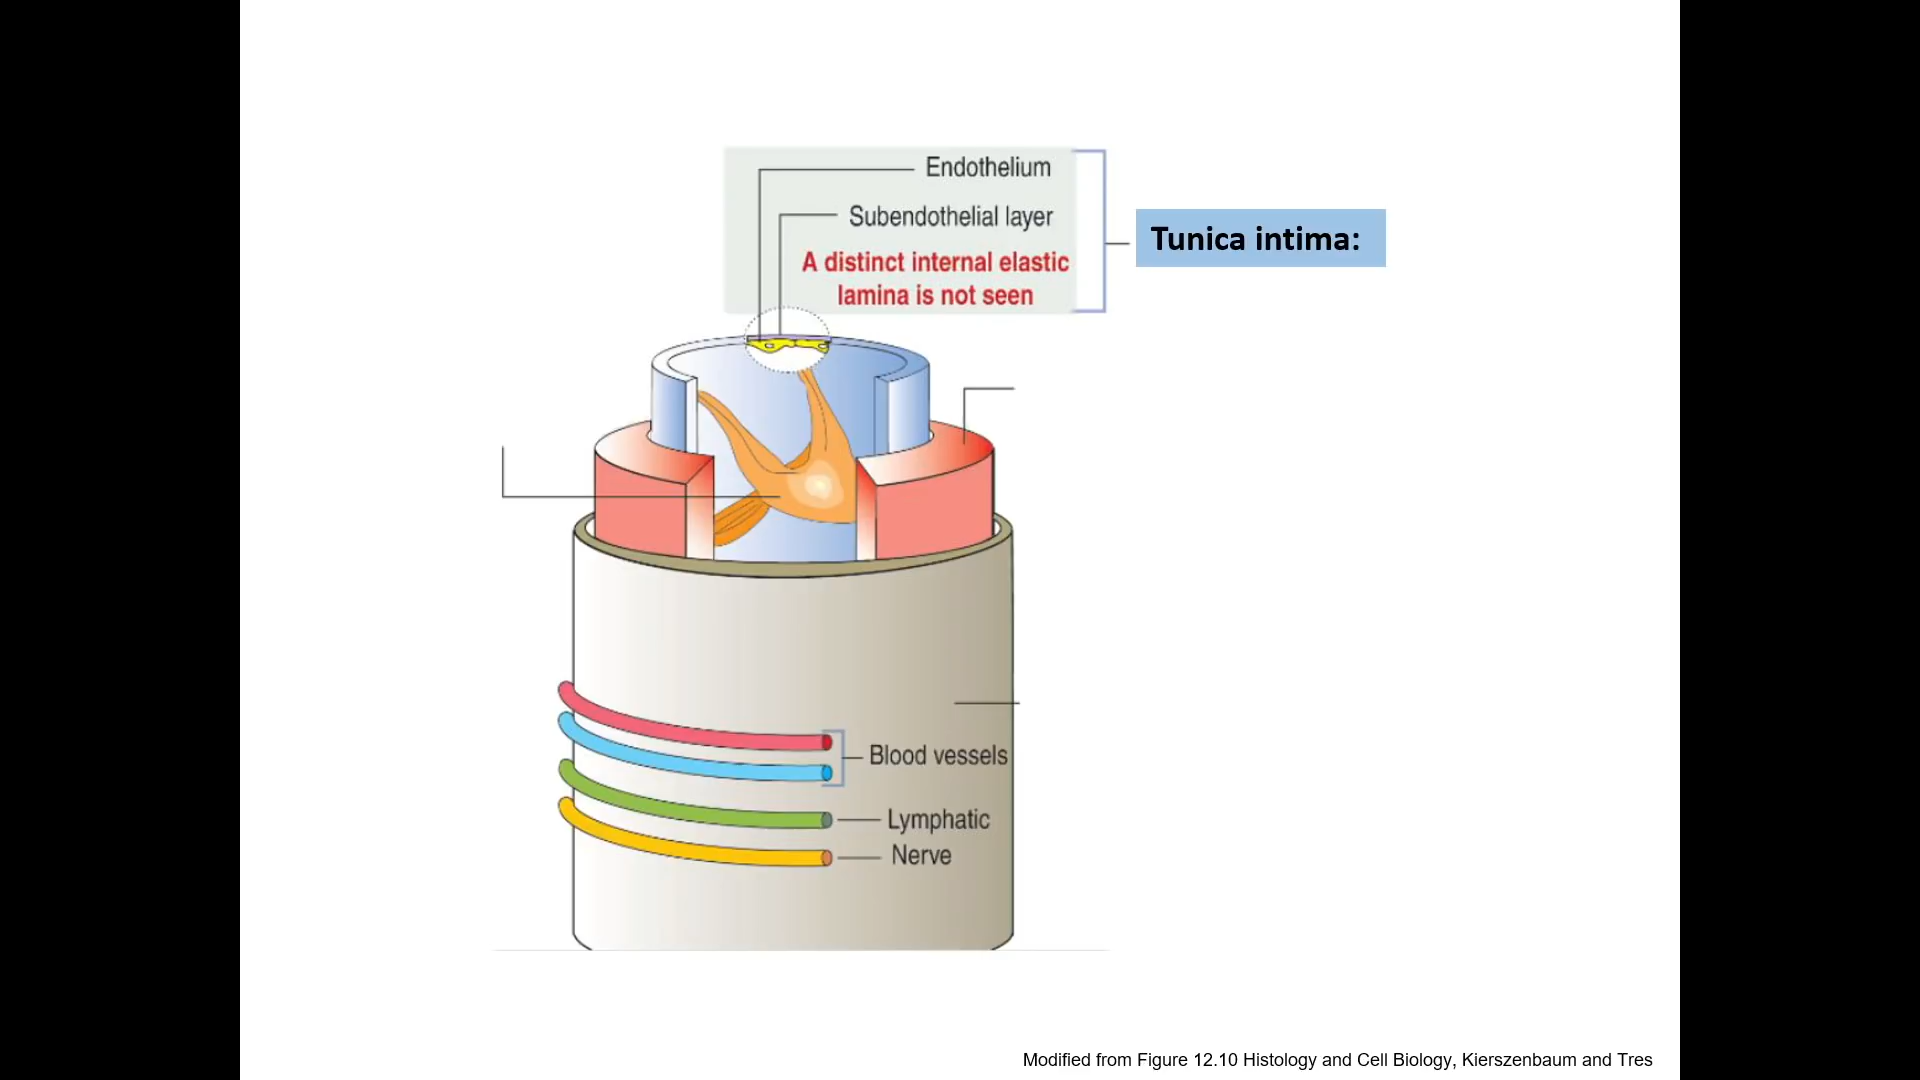 Endothelium
Subendothelial layer
A distinct internal elastic
lamina is not seen
Tunica intima:
Blood vessels
Lymphatic
Nerve
Modified from Figure 12.10 Histology and Cell Biology, Kierszenbaum and Tres